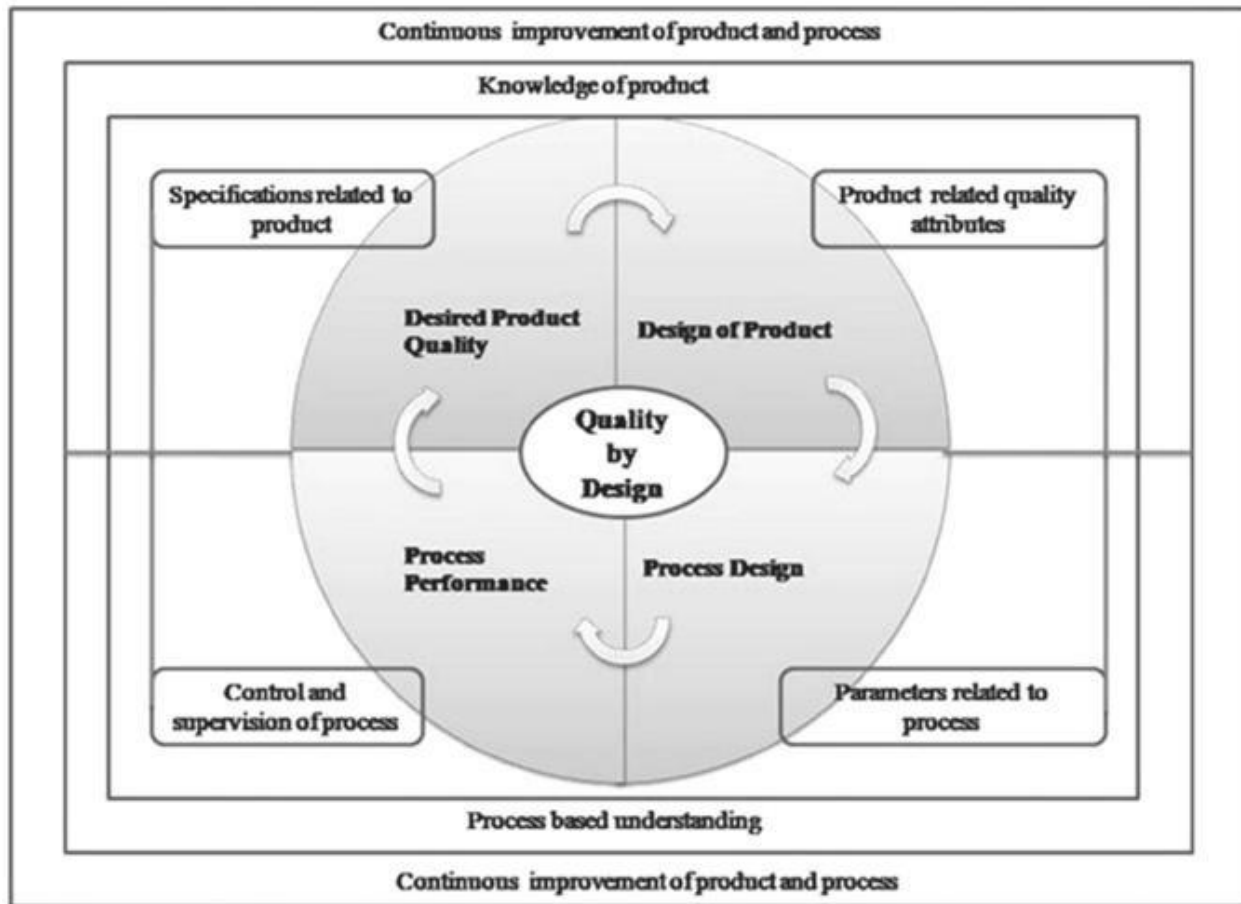 Continuous improvement of product and process
Knowledge of product
Specifications related to
product
Product related quality
attributes
Desired Product
Quality
Design of Product
Quality
by
Design
Process
Performance
Process Design
Control and
supervision of process
Parameters related to
process
Process based understanding
Continuous improvement of product and process